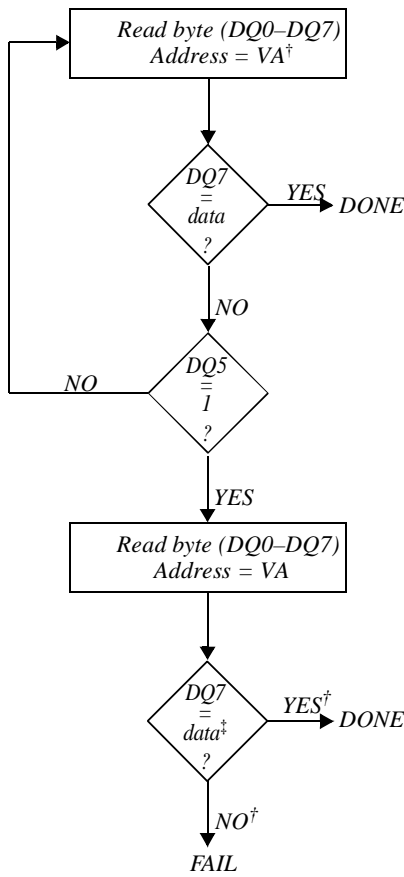 Read byte (DQ0–DQ7)
Address = VA†
DQ7
=
data
?
YES
DONE
NO
DQ5
=
1
?
NO
YES
Read byte (DQ0–DQ7)
Address = VA
DQ7
=
data‡
?
YES†
DONE
NO†
FAIL